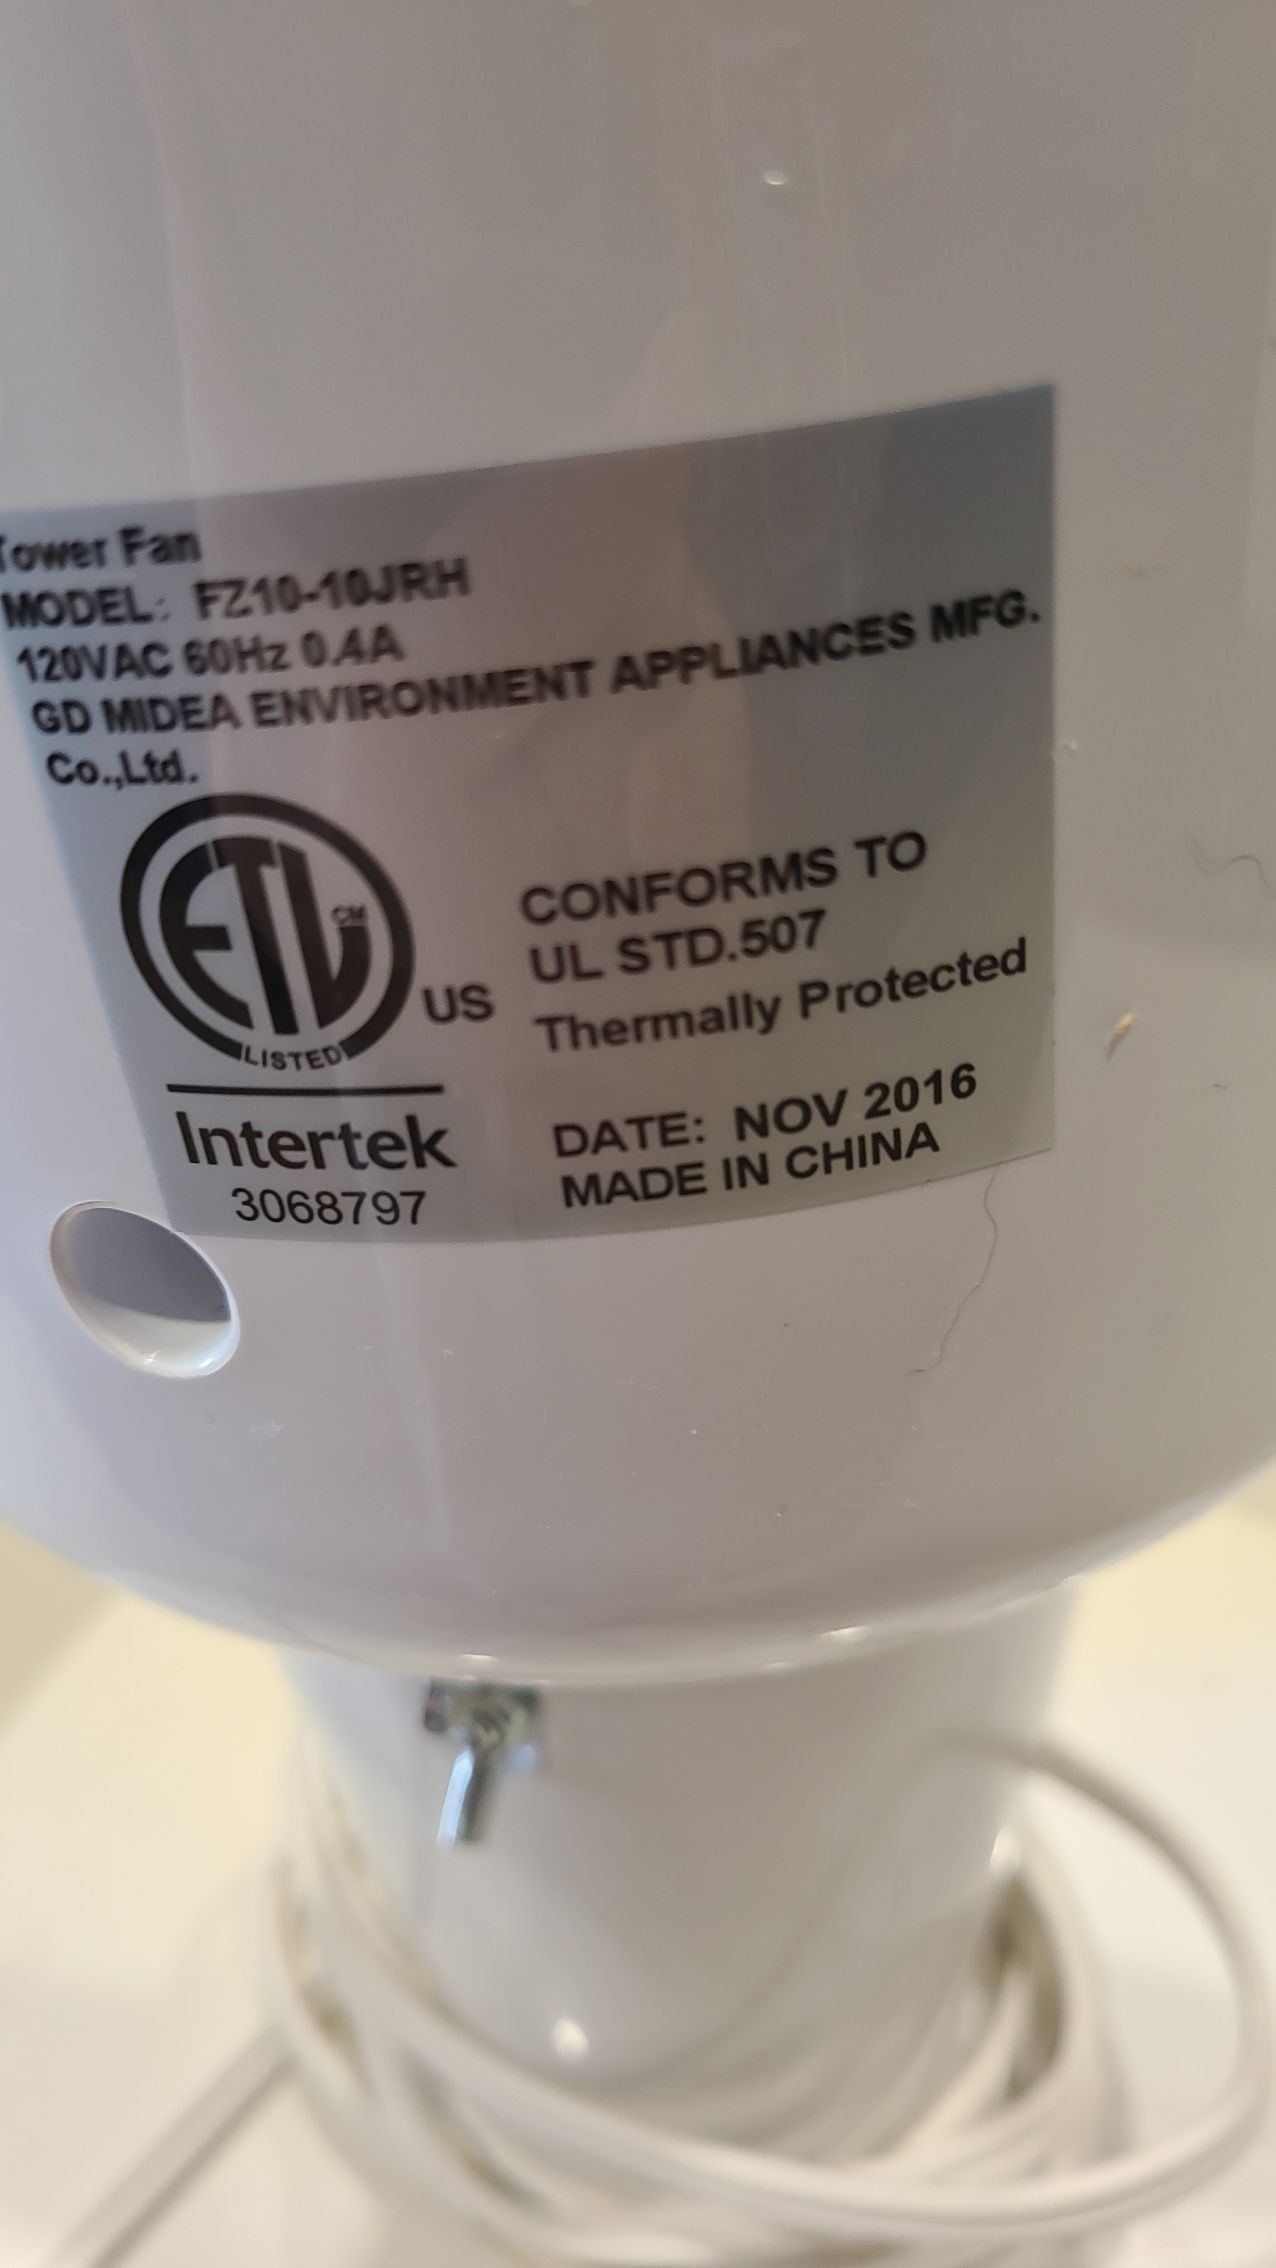 Tower Fan
MODEL: FZ10-10JRH
120VAC 60Hz 0.4A
GD MIDEA ENVIRONMENT APPLIANCES MFG.
Co.,Ltd.
ETL
CM
LISTED
US
Intertek
3068797
CONFORMS TO
UL STD.507
Thermally Protected
DATE: NOV 2016
MADE IN CHINA